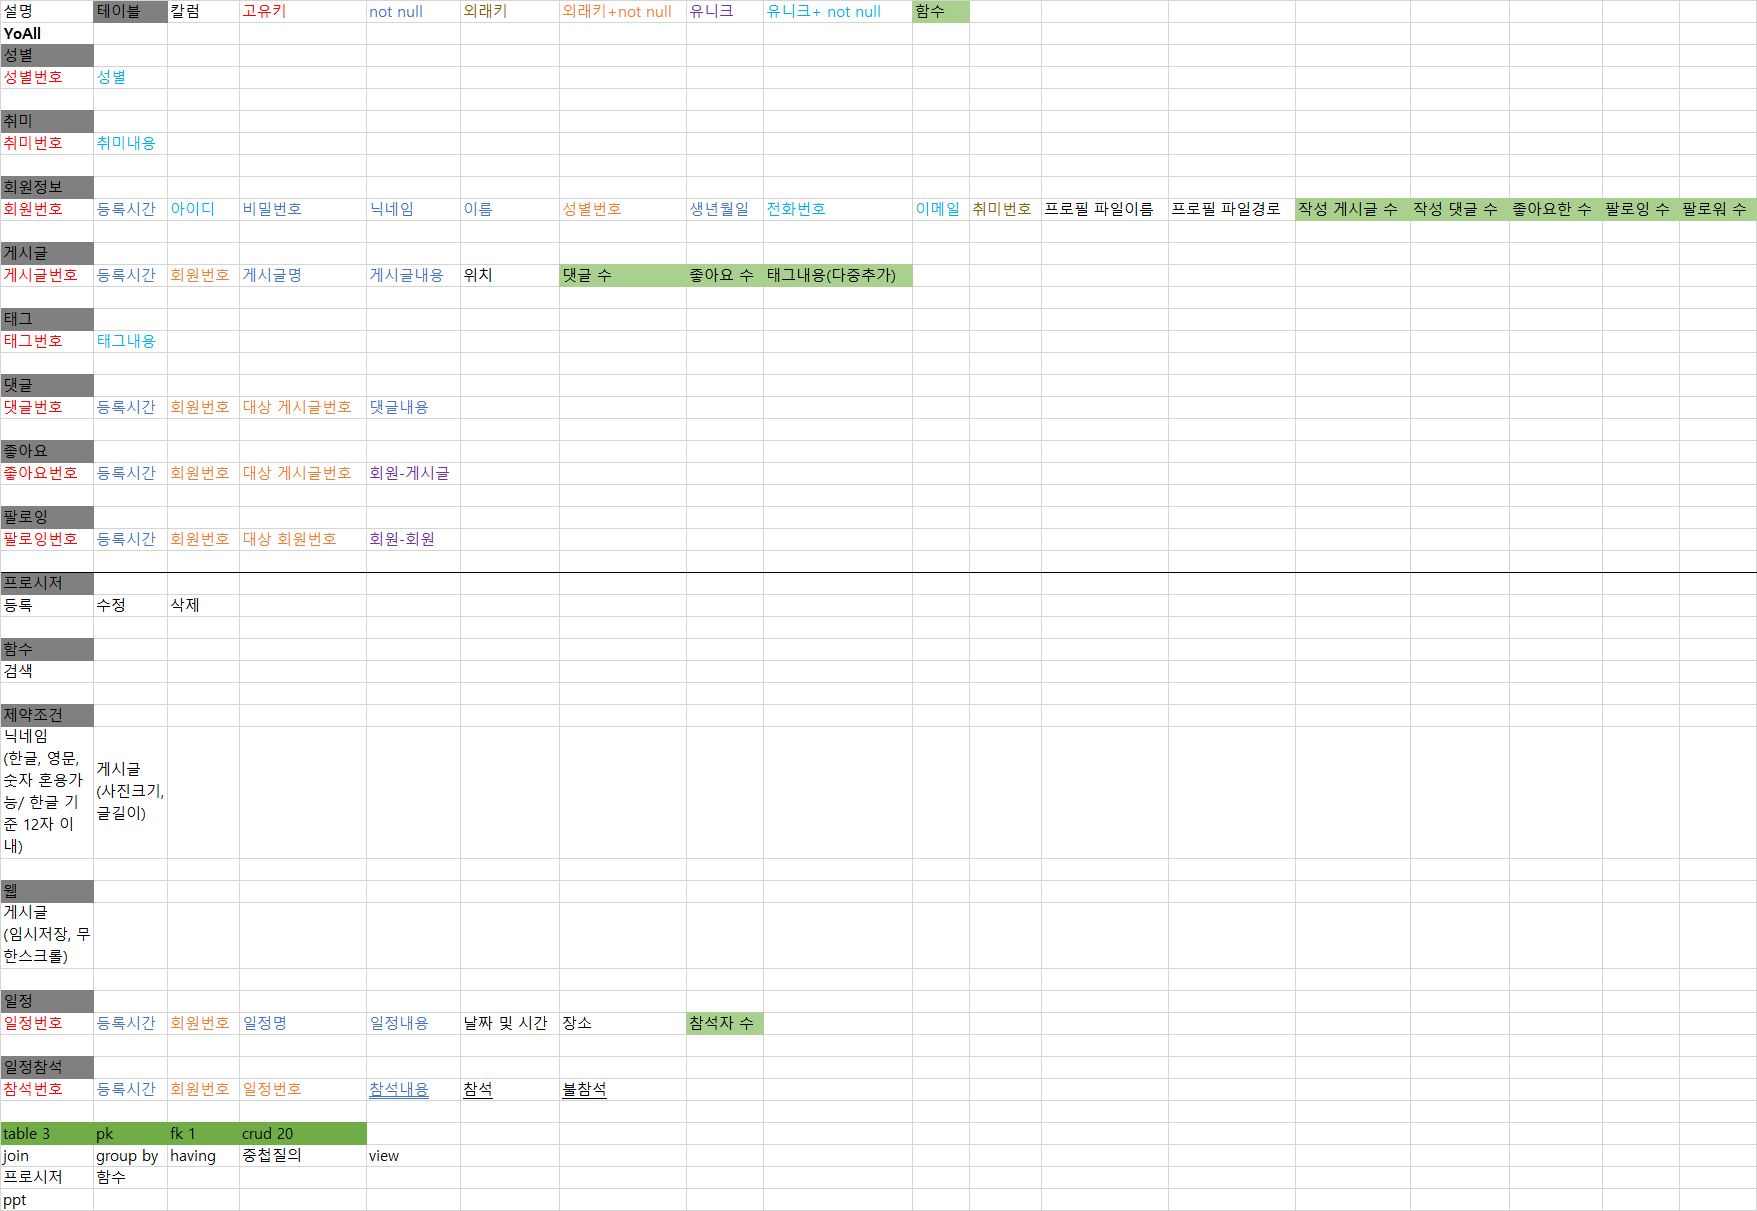 설명 테이블 칼럼 고유키 not null 외래키 외래키+not null 유니크 유니크+ not null 함수
YoAll
성별
성별번호 성별
취미
취미번호 취미내용
회원정보
회원번호 등록시간 아이디 비밀번호 닉네임 이름 성별번호 생년월일 전화번호 이메일 취미번호 프로필 파일이름 프로필 파일경로 작성 게시글 수 작성 댓글 수 좋아요한 수 팔로잉 수 팔로워 수
게시글
게시글번호 등록시간 회원번호 게시글명 게시글내용 위치 댓글 수 좋아요 수 태그내용(다중추가)
태그
태그번호 태그내용
댓글
댓글번호 등록시간 회원번호 대상 게시글번호 댓글내용
좋아요
좋아요번호 등록시간 회원번호 대상 게시글번호 회원-게시글
팔로잉
팔로잉번호 등록시간 회원번호 대상 회원번호 회원-회원
프로시저
등록 수정 삭제
함수
검색
제약조건
닉네임
(한글, 영문,
숫자 혼용가
능/ 한글 기
준 12자 이
내)
게시글
(사진크기,
글길이)
웹
게시글
(임시저장, 무
한스크롤)
일정
일정번호 등록시간 회원번호 일정명 일정내용 날짜 및 시간 장소 참석자 수
일정참석
참석번호 등록시간 회원번호 일정번호 참석내용 참석 불참석
table 3 pk fk 1 crud 20
join group by having 중첩질의 view
프로시저 함수
ppt